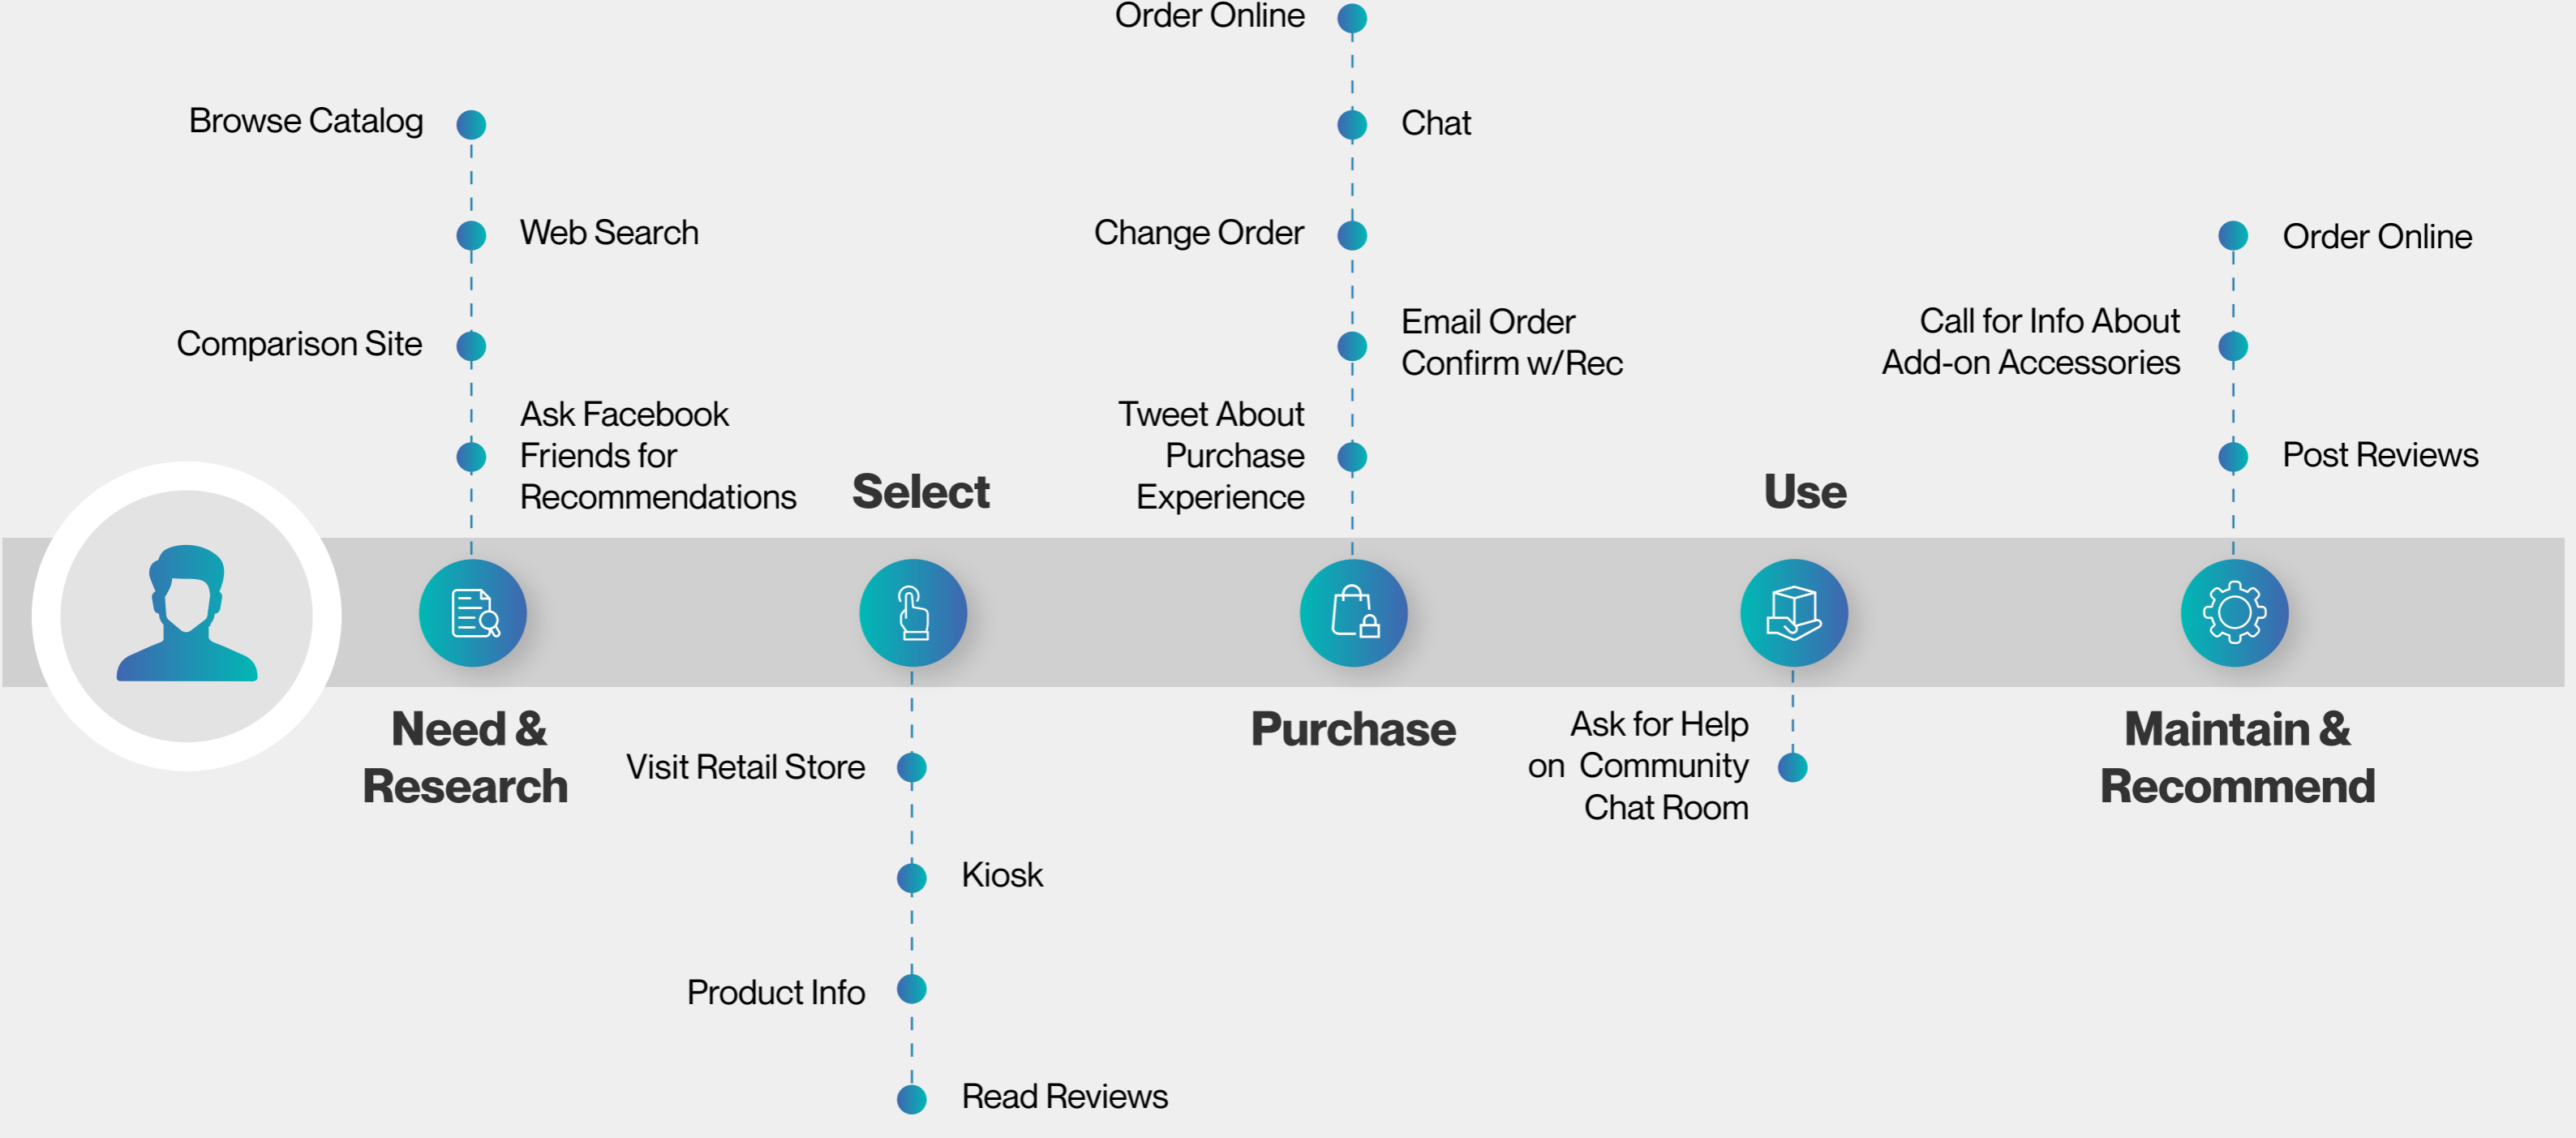 Order Online
Browse Catalog
Chat
Web Search
Change Order
Order Online
Comparison Site
Email Order
Confirm w/Rec
Call for Info About
Add-on Accessories
Ask Facebook
Friends for
Recommendations
Tweet About
Purchase
Experience
Post Reviews
Select
Use
Need &
Research
Purchase
Maintain &
Recommend
Visit Retail Store
Ask for Help
on  Community
Chat Room
Kiosk
Product Info
Read Reviews